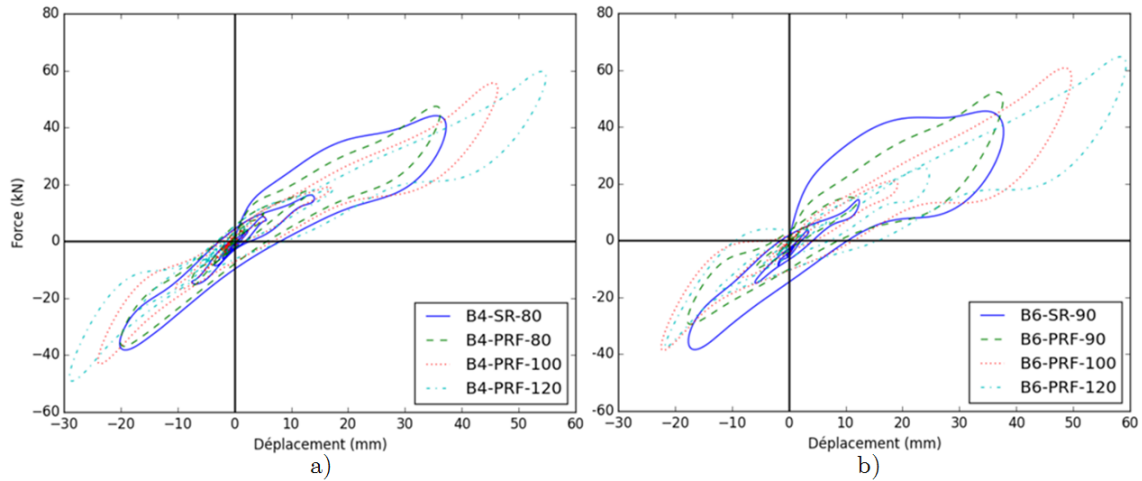 80
60
40
20
0
−20
−40
−60
Force (kN)
−30 −20 −10 0 10 20 30 40 50 60
Déplacement (mm)
B4-SR-80
B4-PRF-80
B4-PRF-100
B4-PRF-120
a)
80
60
40
20
0
−20
−40
−60
−30 −20 −10 0 10 20 30 40 50 60
Déplacement (mm)
B6-SR-90
B6-PRF-90
B6-PRF-100
B6-PRF-120
b)